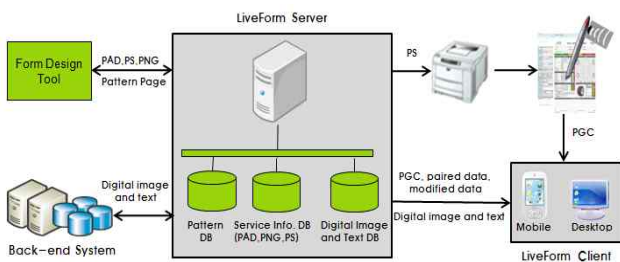 LiveForm Server
Form Design
Tool
PAD,PS,PNG
Pattern Page
PS
PGC
Digital image
and text
Back-end System
Pattern
DB
Service Info. DB
(PAD,PNG,PS)
Digital Image
and Text DB
PGC, paired data,
modified data
Digital image and text
Mobile
Desktop
LiveForm Client